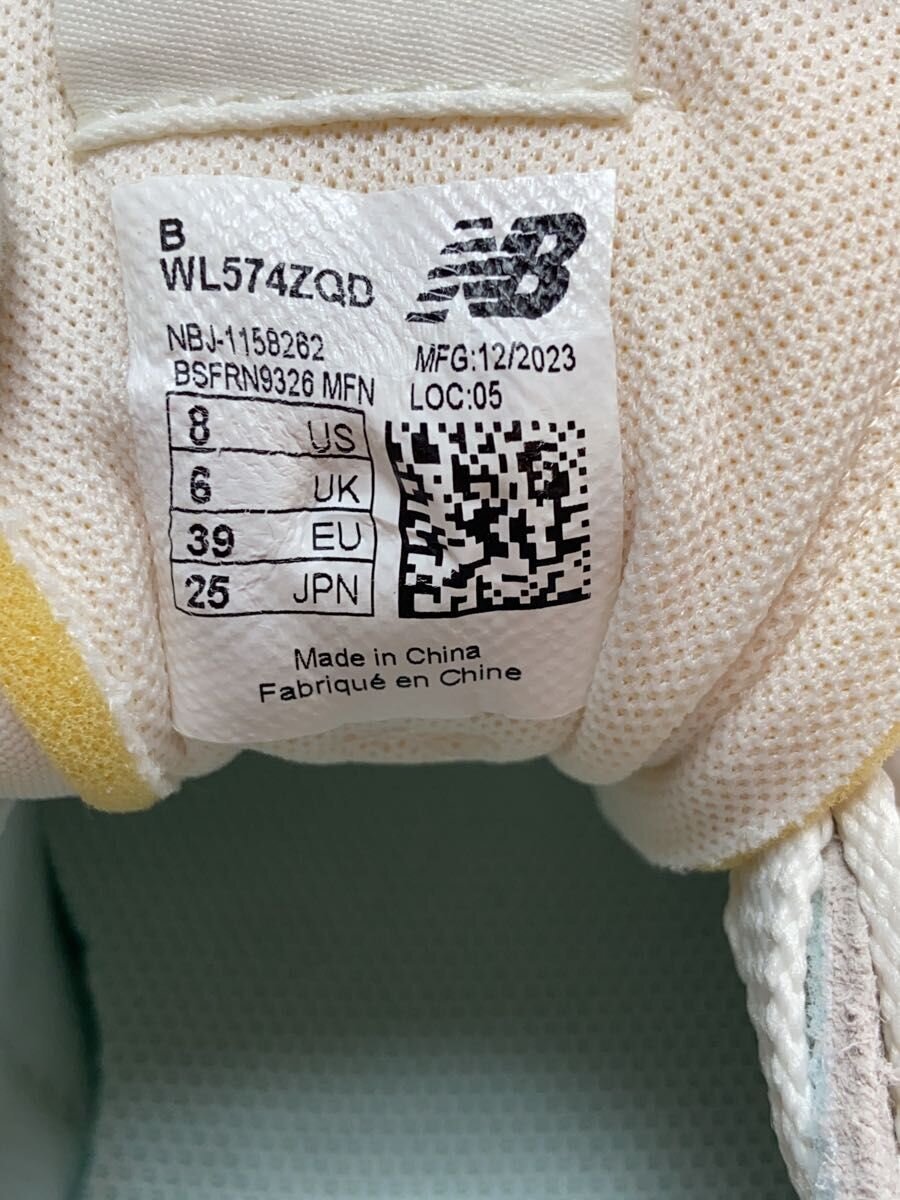 B
WL574ZQD
NB
NBJ-1158262
BSFRN9326 MFN
MFG:12/2023
LOC:05
8 US
6 UK
39 EU
25 JPN
Made in China
Fabriqué en Chine